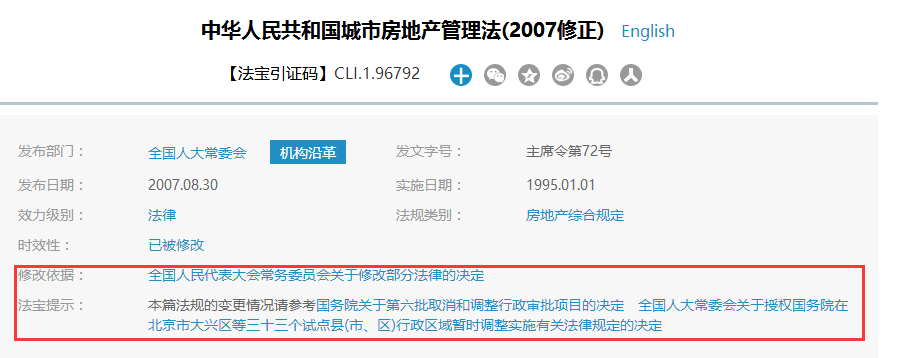 中华人民共和国城市房地产管理法(2007修正) English
【法宝引证码】CLI.1.96792
发布部门： 全国人大常委会 机构沿革 发文字号： 主席令第72号
发布日期： 2007.08.30 实施日期： 1995.01.01
效力级别： 法律 法规类别： 房地产综合规定
时效性： 已被修改
修改依据： 全国人民代表大会常务委员会关于修改部分法律的决定
法宝提示： 本篇法规的变更情况请参考国务院关于第六批取消和调整行政审批项目的决定 全国人大常委会关于授权国务院在
北京市大兴区等三十三个试点县(市、区)行政区域暂时调整实施有关法律规定的决定